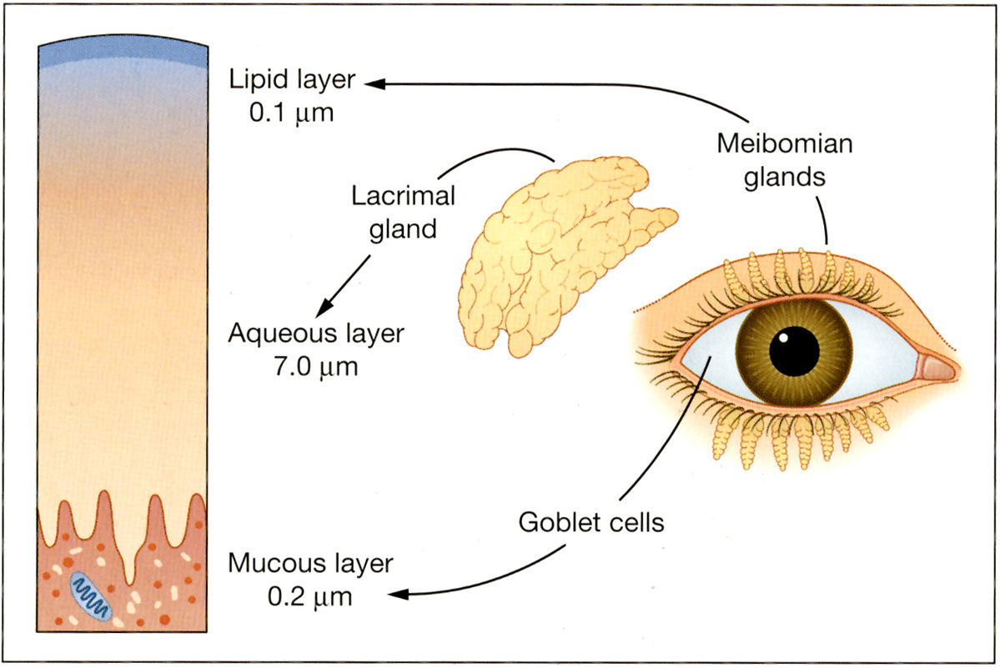 Lipid layer
0.1 μm
Meibomian
glands
Lacrimal
gland
Aqueous layer
7.0 μm
Goblet cells
Mucous layer
0.2 μm